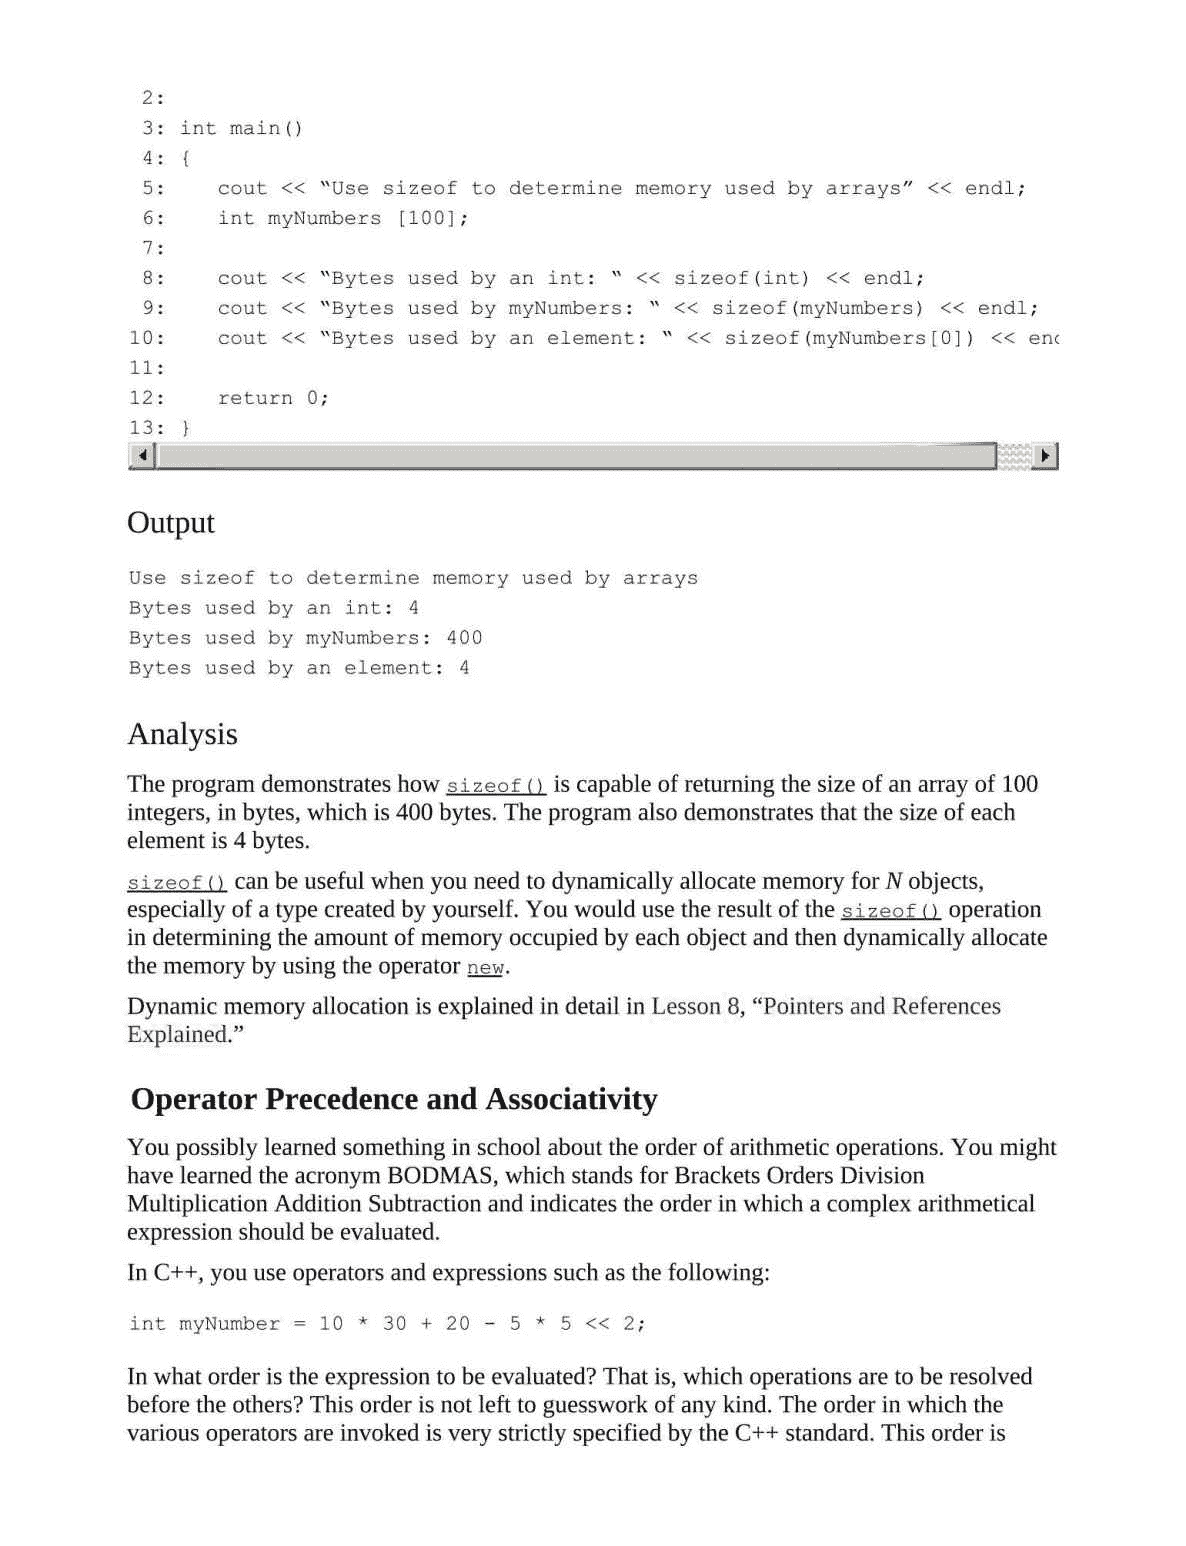 2:
3: int main()
4: {
5: cout << “Use sizeof to determine memory used by arrays” << endl;
6: int myNumbers [100];
7:
8: cout << “Bytes used by an int: “ << sizeof(int) << endl;
9: cout << “Bytes used by myNumbers: “ << sizeof(myNumbers) << endl;
10: cout << “Bytes used by an element: “ << sizeof(myNumbers[0]) <<
11:
12: return 0;
13: }
Output
Use sizeof to determine memory used by arrays
Bytes used by an int: 4
Bytes used by myNumbers: 400
Bytes used by an element: 4
Analysis
The program demonstrates how sizeof() is capable of returning the size of an array of 100
integers, in bytes, which is 400 bytes. The program also demonstrates that the size of each
element is 4 bytes.
sizeof() can be useful when you need to dynamically allocate memory for N objects,
especially of a type created by yourself. You would use the result of the sizeof() operation
in determining the amount of memory occupied by each object and then dynamically allocate
the memory by using the operator new.
Dynamic memory allocation is explained in detail in Lesson 8, “Pointers and References
Explained.”
Operator Precedence and Associativity
You possibly learned something in school about the order of arithmetic operations. You might
have learned the acronym BODMAS, which stands for Brackets Orders Division
Multiplication Addition Subtraction and indicates the order in which a complex arithmetical
expression should be evaluated.
In C++, you use operators and expressions such as the following:
int myNumber = 10 * 30 + 20 - 5 * 5 << 2;
In what order is the expression to be evaluated? That is, which operations are to be resolved
before the others? This order is not left to guesswork of any kind. The order in which the
various operators are invoked is very strictly specified by the C++ standard. This order is